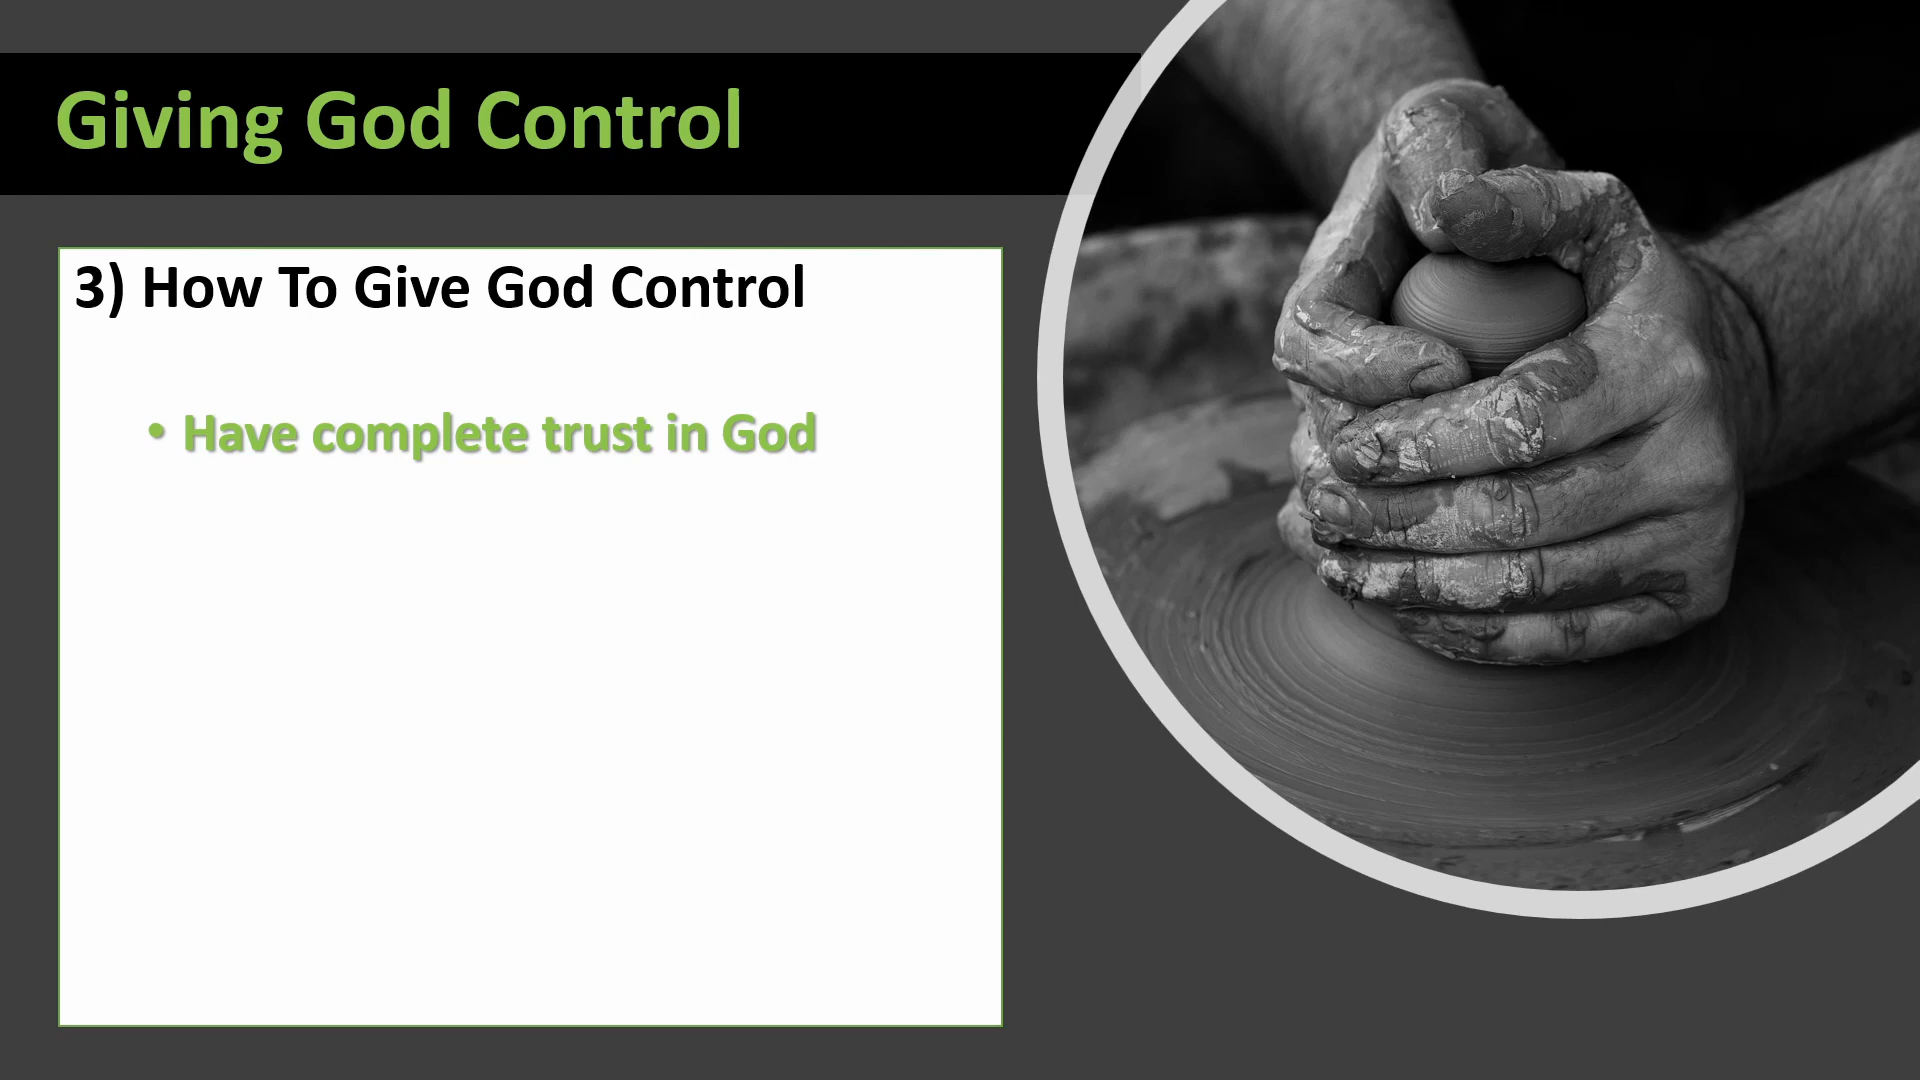 Giving God Control
3) How To Give God Control
• Have complete trust in God